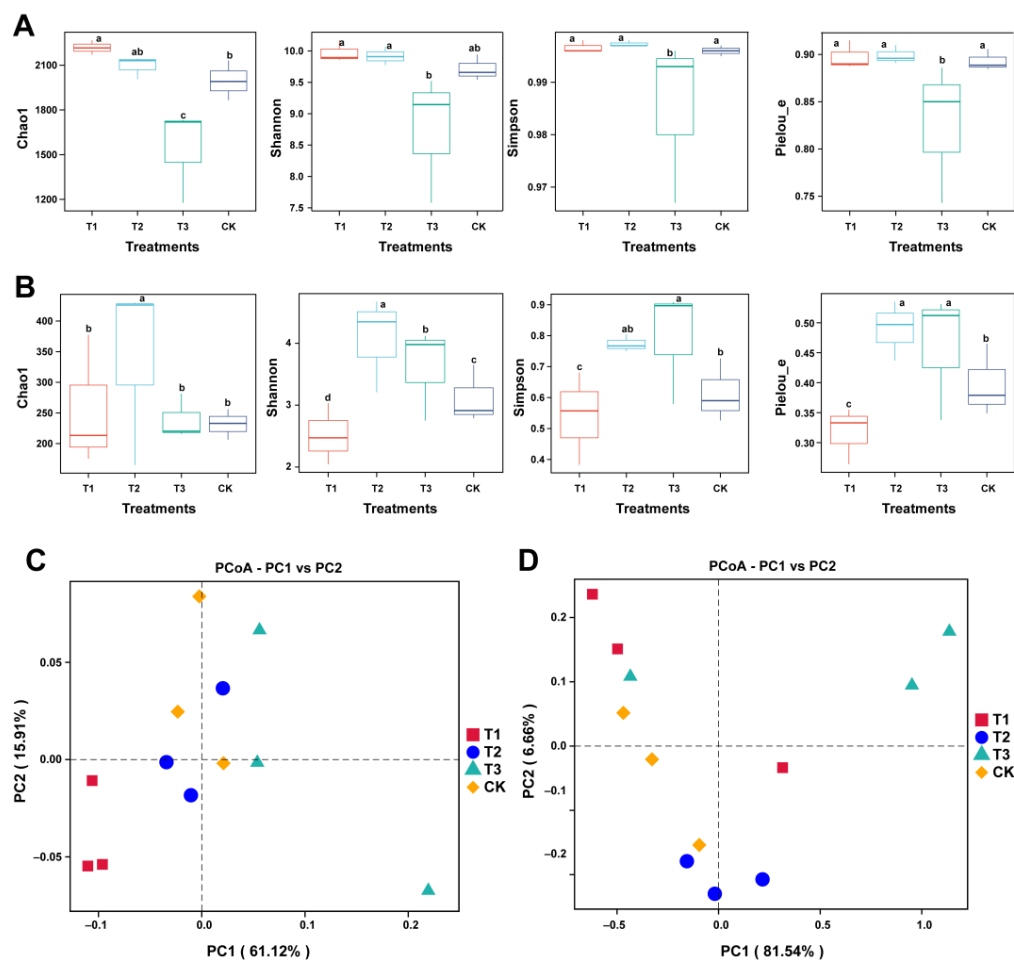 A
Chao1
2100
1800
1500
1200
a
ab
c
b
T1
T2
T3
CK
Treatments
Shannon
10.0
9.5
9.0
8.5
8.0
7.5
a
a
b
ab
T1
T2
T3
CK
Treatments
Simpson
0.99
0.98
0.97
a
a
b
a
T1
T2
T3
CK
Treatments
Pielou_e
0.90
0.85
0.80
0.75
a
a
b
a
T1
T2
T3
CK
Treatments
B
Chao1
400
350
300
250
200
b
a
b
b
T1
T2
T3
CK
Treatments
Shannon
4
3
2
d
a
b
c
T1
T2
T3
CK
Treatments
Simpson
0.9
0.8
0.7
0.6
0.5
0.4
c
ab
a
b
T1
T2
T3
CK
Treatments
Pielou_e
0.50
0.45
0.40
0.35
0.30
c
a
a
b
T1
T2
T3
CK
Treatments
C
PCoA - PC1 vs PC2
PC2 ( 15.91% )
0.05
0.00
−0.05
−0.1
0.0
0.1
0.2
PC1 ( 61.12% )
T1
T2
T3
CK
D
PCoA - PC1 vs PC2
PC2 ( 6.66% )
0.2
0.1
0.0
−0.1
−0.2
−0.5
0.0
0.5
1.0
PC1 ( 81.54% )
T1
T2
T3
CK